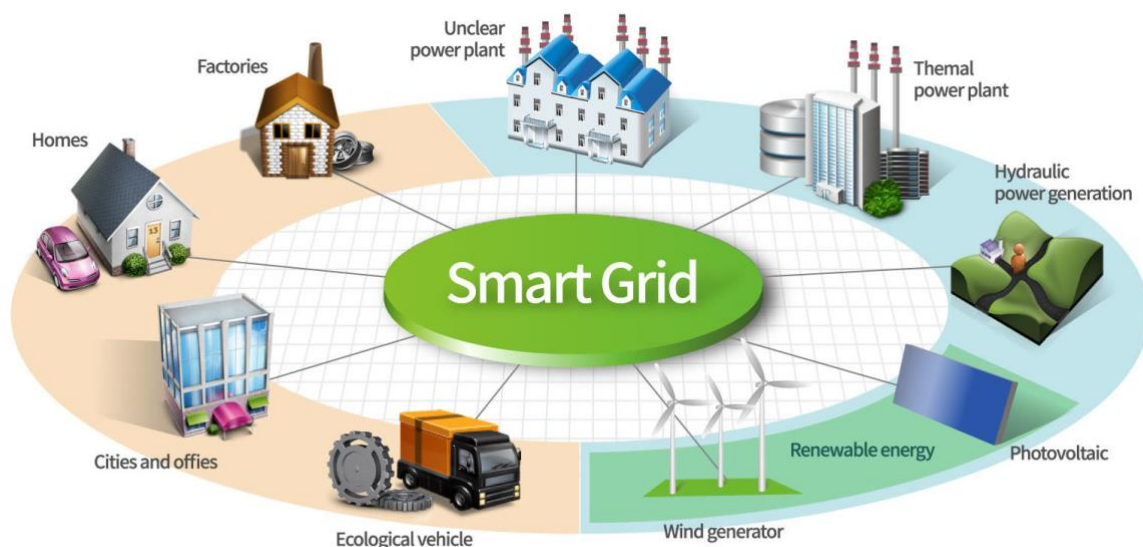 Unclear
power plant
Factories
Themal
power plant
Homes
Hydraulic
power generation
Smart Grid
13
Renewable energy
Photovoltaic
Cities and offies
Wind generator
Ecological vehicle